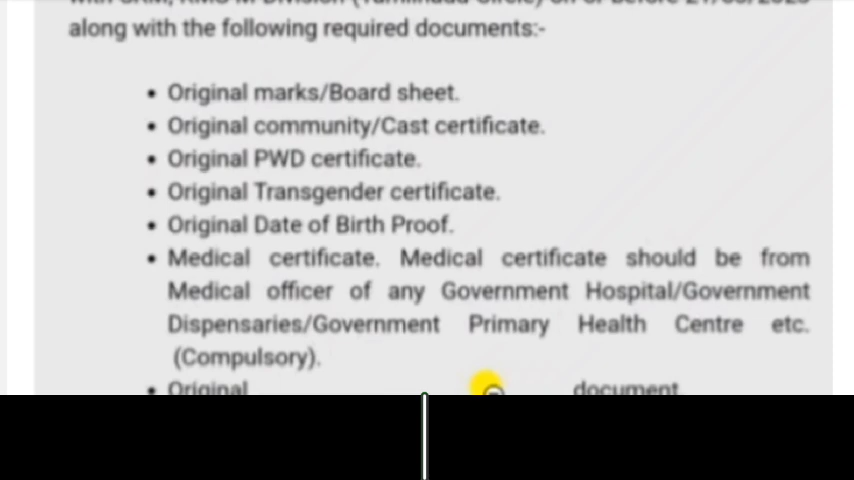 along with the following required documents:-
• Original marks/Board sheet.
• Original community/Cast certificate.
• Original PWD certificate.
• Original Transgender certificate.
• Original Date of Birth Proof.
• Medical certificate. Medical certificate should be from
Medical officer of any Government Hospital/Government
Dispensaries/Government Primary Health Centre etc.
(Compulsory).
• Original document